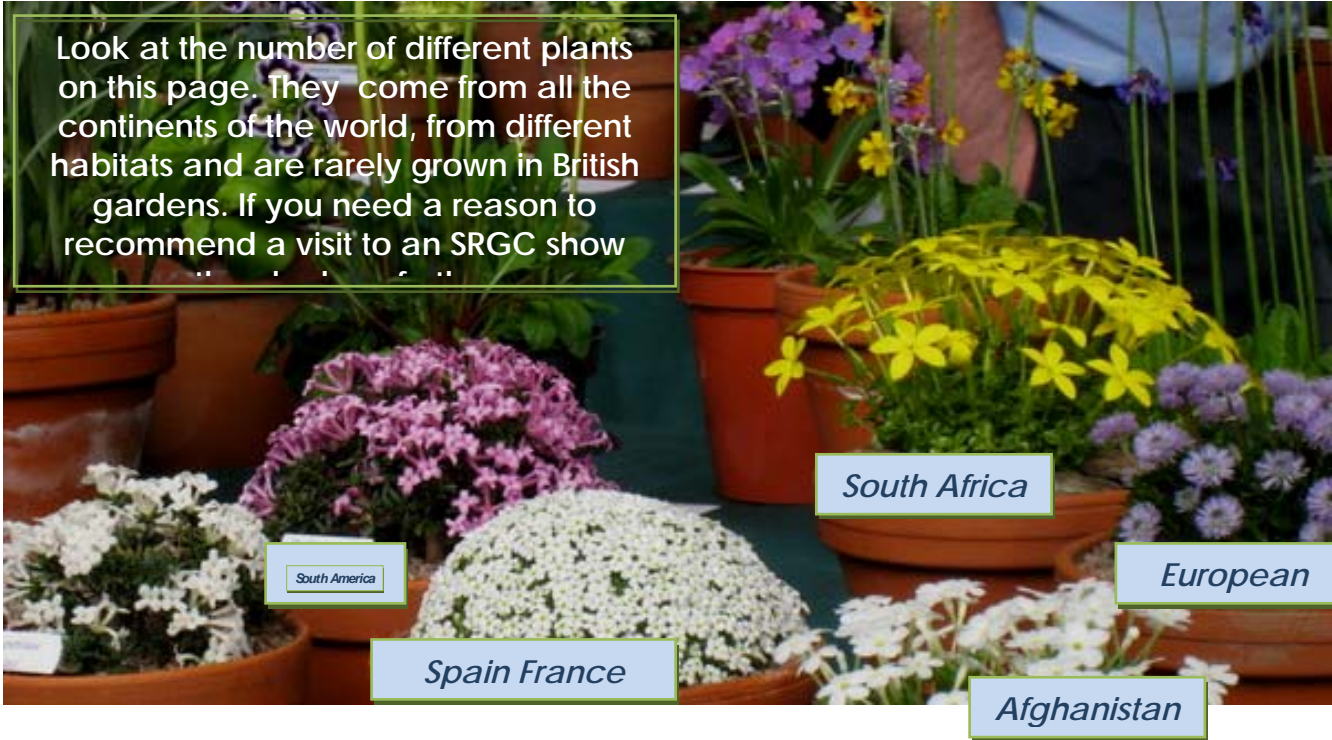 Look at the number of different plants
on this page. They come from all the
continents of the world, from different
habitats and are rarely grown in British
gardens. If you need a reason to
recommend a visit to an SRGC show
South Africa
South America
European
Spain France
Afghanistan